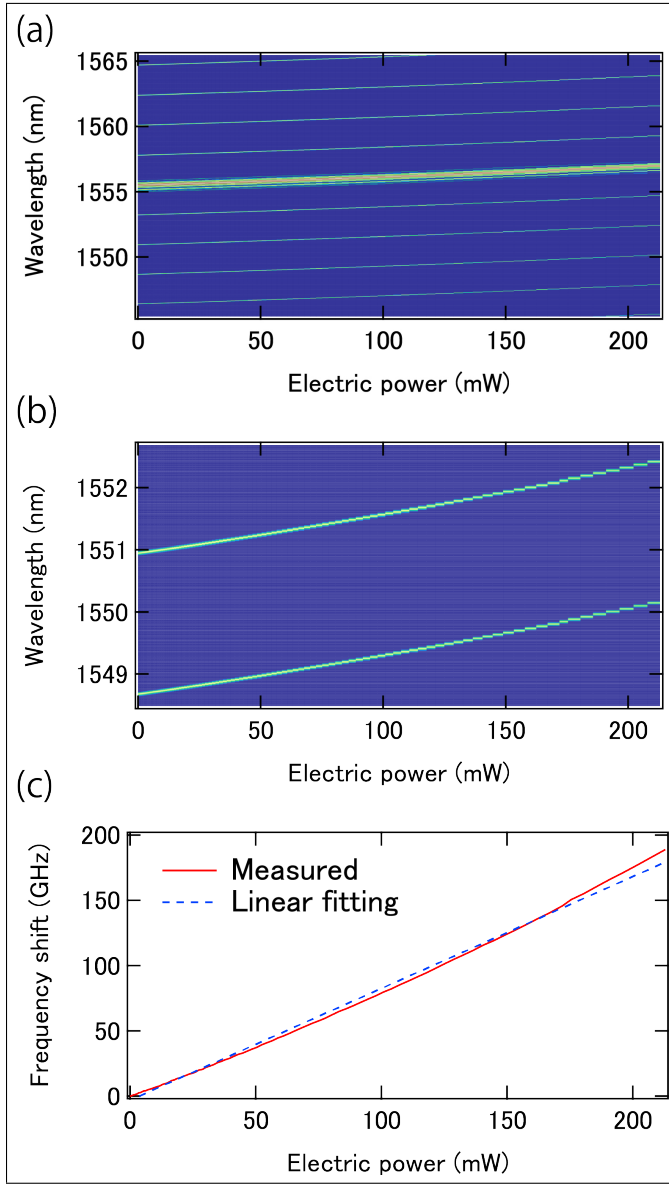 (a)
Wavelength (nm)
1565
1560
1555
1550
0 50 100 150 200
Electric power (mW)
(b)
Wavelength (nm)
1552
1551
1550
1549
0 50 100 150 200
Electric power (mW)
(c)
Frequency shift (GHz)
200
150
100
50
0
Measured
Linear fitting
0 50 100 150 200
Electric power (mW)